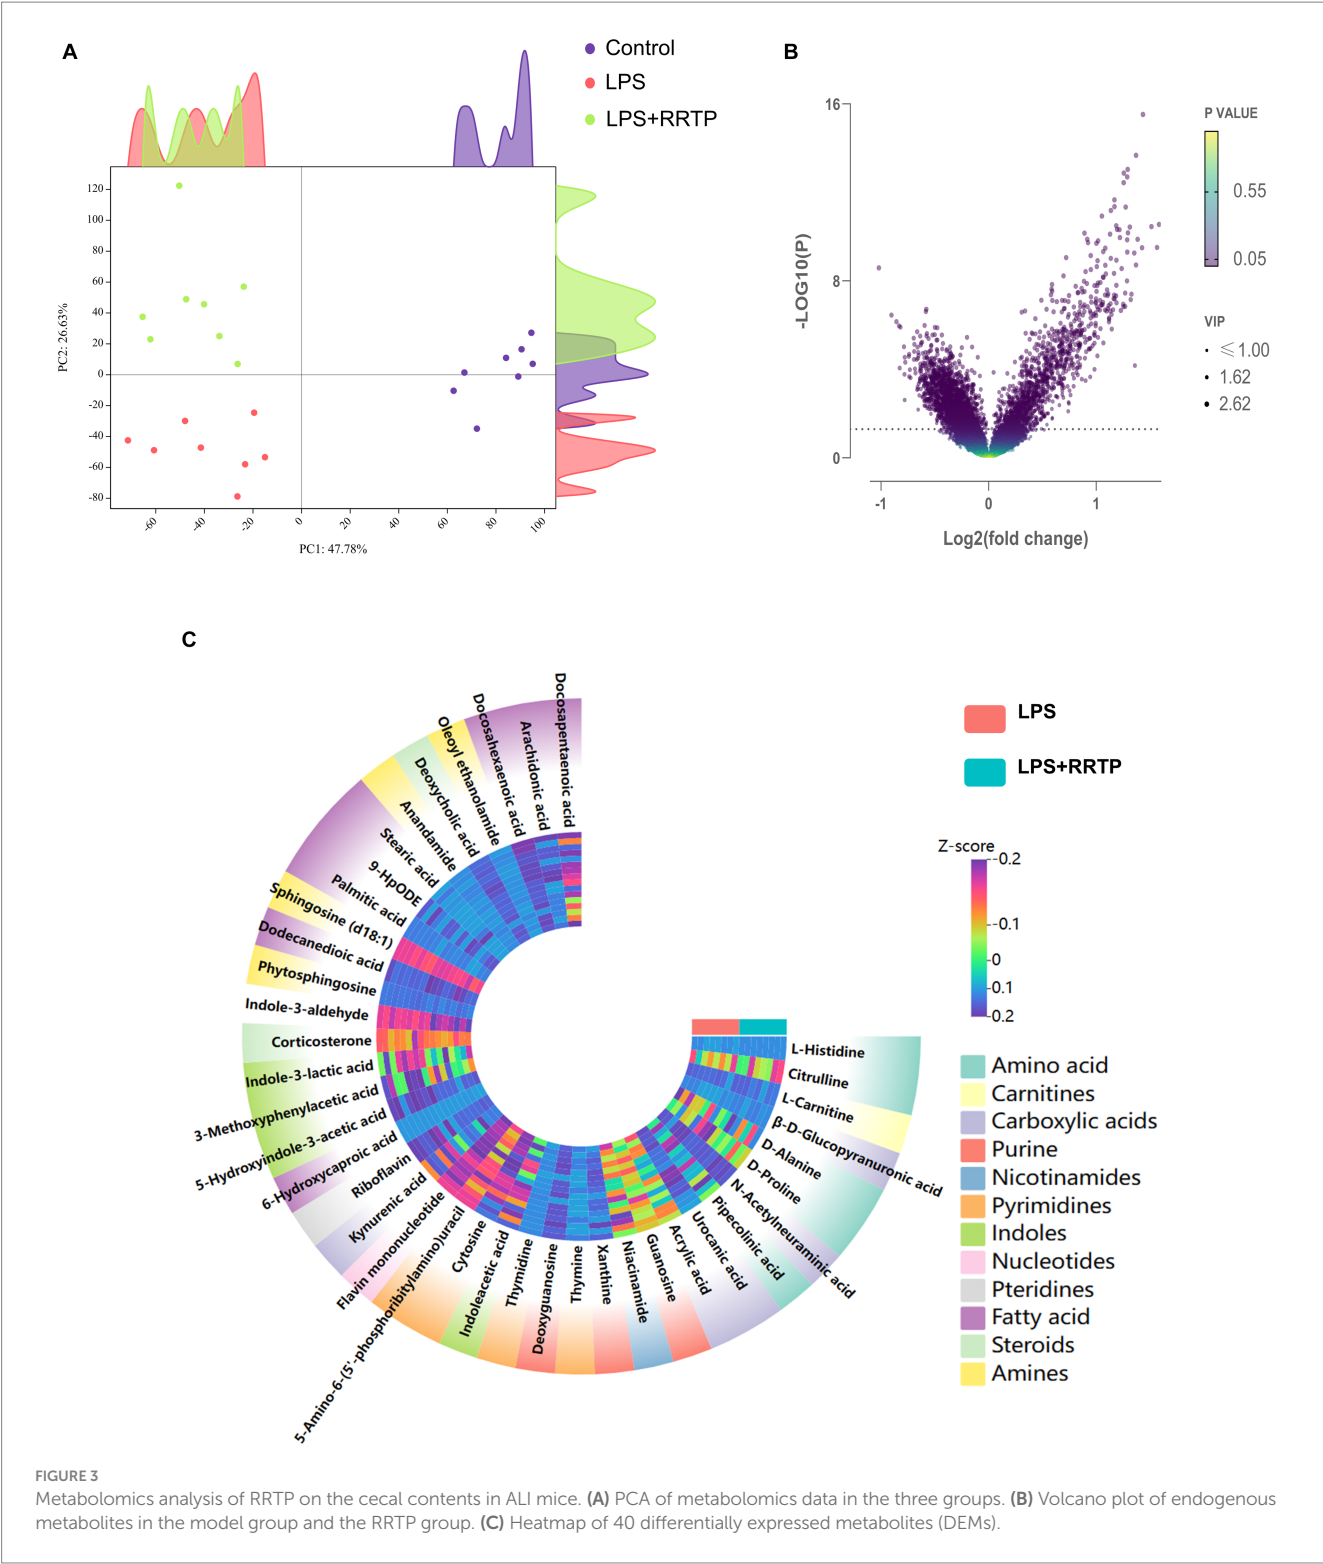 A
Control
LPS
LPS+RRTP
120
100
80
60
40
20
0
-20
-40
-60
-80
PC2: 26.63%
-60
-40
-20
0
20
40
60
80
100
PC1: 47.78%
B
16
8
0
-LOG10(P)
-1
0
1
Log2(fold change)
P VALUE
0.55
0.05
VIP
≤1.00
1.62
2.62
C
Docosapentaenoic acid
Arachidonic acid
Docosahexaenoic acid
Oleoyl ethanolamide
Deoxycholic acid
Anandamide
Stearic acid
9-HpODE
Palmitic acid
Sphingosine (d18:1)
Dodecanedioic acid
Phytosphingosine
Indole-3-aldehyde
Corticosterone
Indole-3-lactic acid
3-Methoxyphenylacetic acid
5-Hydroxyindole-3-acetic acid
6-Hydroxycaproic acid
Riboflavin
Kynurenic acid
Flavin mononucleotide
5-Amino-6-(5'-phosphoribitylamino)uracil
Cytosine
Indoleacetic acid
Thymidine
Deoxyguanosine
Thymine
Xanthine
Niacinamide
Guanosine
Acrylic acid
Urocanic acid
Pipecolinic acid
N-Acetylneuraminic acid
D-Proline
D-Alanine
β-D-Glucopyranuronic acid
L-Carnitine
Citrulline
L-Histidine
LPS
LPS+RRTP
Z-score
-0.2
-0.1
0
0.1
0.2
Amino acid
Carnitines
Carboxylic acids
Purine
Nicotinamides
Pyrimidines
Indoles
Nucleotides
Pteridines
Fatty acid
Steroids
Amines
FIGURE 3
Metabolomics analysis of RRTP on the cecal contents in ALI mice. (A) PCA of metabolomics data in the three groups. (B) Volcano plot of endogenous
metabolites in the model group and the RRTP group. (C) Heatmap of 40 differentially expressed metabolites (DEMs).